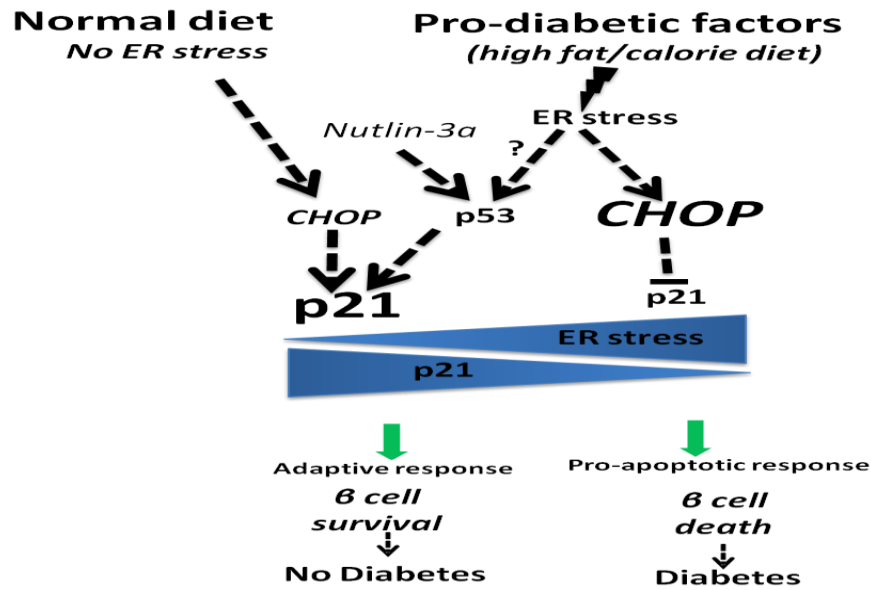 Normal diet
No ER stress
Pro-diabetic factors
(high fat/calorie diet)
ER stress
Nutlin-3a
?
CHOP
p53
CHOP
p21
p21
ER stress
p21
Adaptive response
β cell
survival
No Diabetes
Pro-apoptotic response
β cell
death
Diabetes